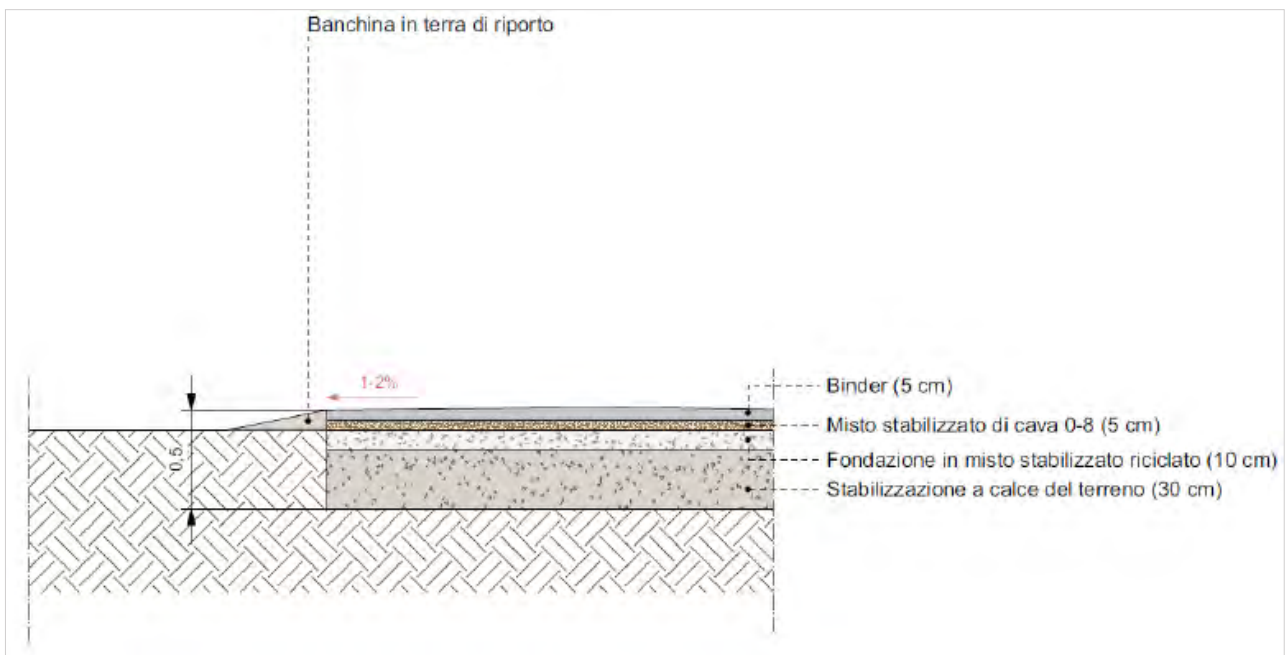 Banchina in terra di riporto
1-2%
Binder (5 cm)
Misto stabilizzato di cava 0-8 (5 cm)
0,5
Fondazione in misto stabilizzato riciclato (10 cm)
Stabilizzazione a calce del terreno (30 cm)